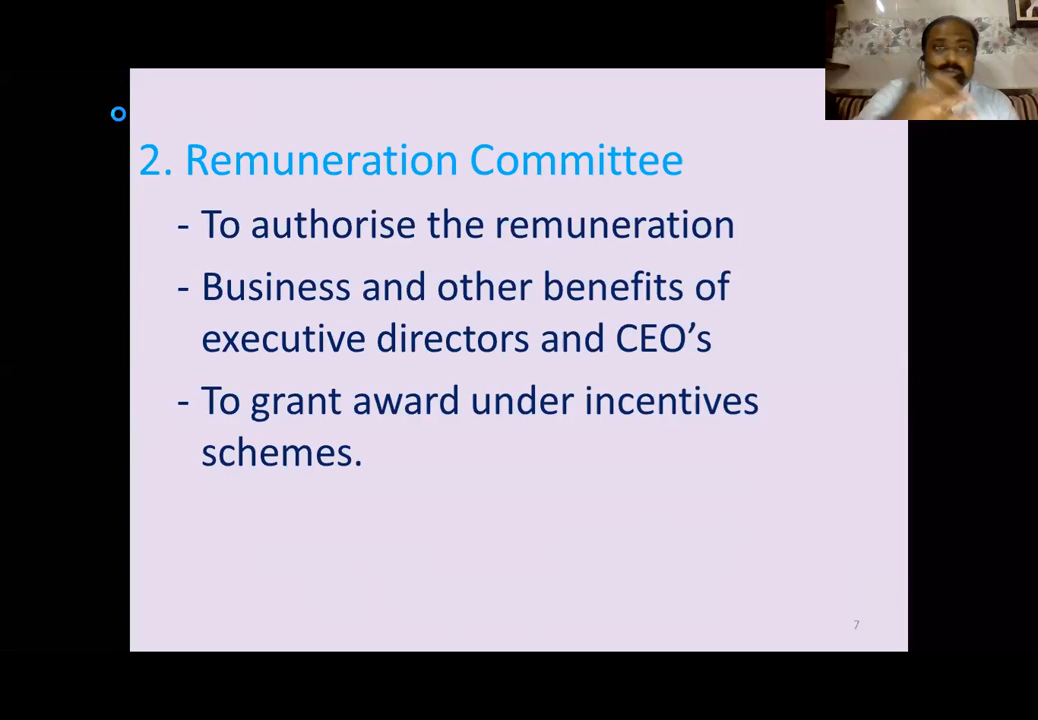 2. Remuneration Committee
- To authorise the remuneration
- Business and other benefits of
executive directors and CEO’s
- To grant award under incentives
schemes.
7